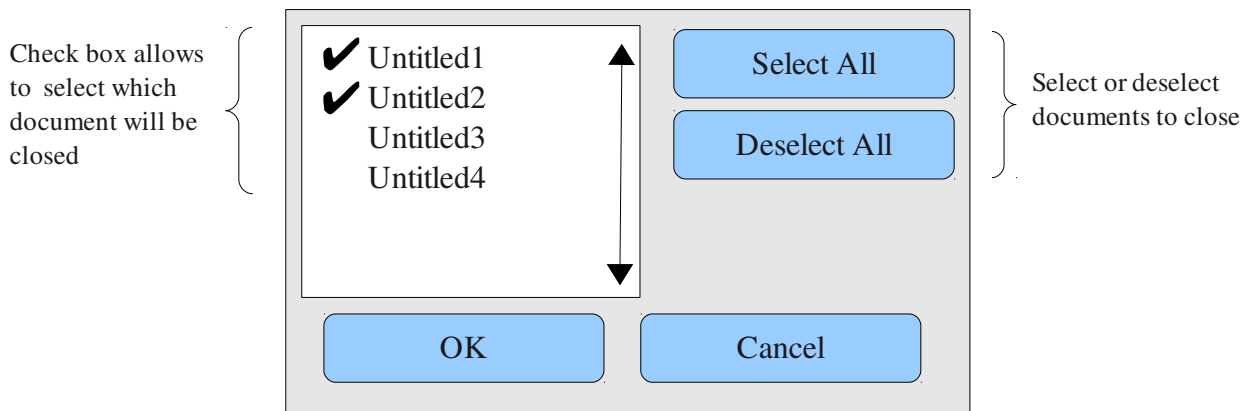 Check box allows
to select which
document will be
closed
Untitled1
Untitled2
Untitled3
Untitled4
Select All
Deselect All
Select or deselect
documents to close
OK
Cancel